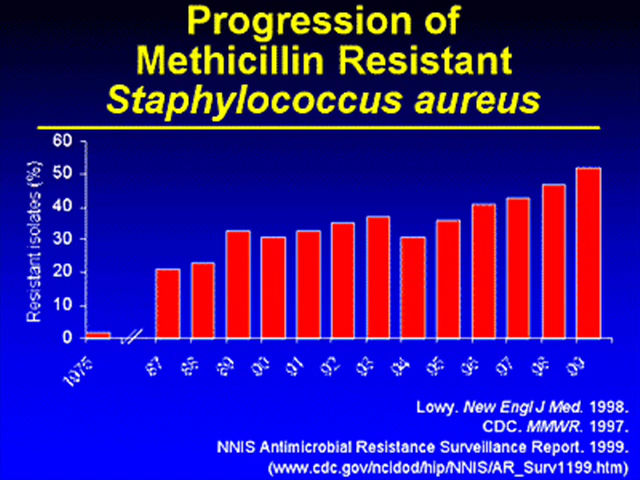 Progression of
Methicillin Resistant
Staphylococcus aureus
60
50
40
30
20
10
0
Resistant isolates (%)
1975 87 88 89 90 91 92 93 94 95 96 97 98 99
Lowy. New Engl J Med. 1998.
CDC. MMWR. 1997.
NNIS Antimicrobial Resistance Surveillance Report. 1999.
(www.cdc.gov/ncidod/hip/NNIS/AR_Surv1199.htm)